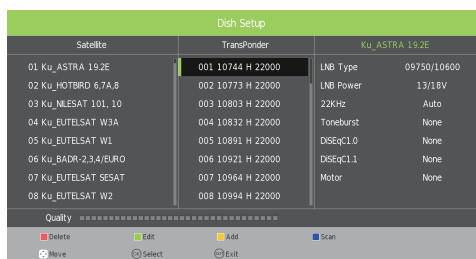 Dish Setup
Satellite TransPonder Ku_ASTRA 19.2E
01 Ku_ASTRA 19.2E 001 10744 H 22000 LNB Type 09750/10600
02 Ku_HOTBIRD 6,7A,8 002 10773 H 22000 LNB Power 13/18V
03 Ku_NILESAT 101, 10 003 10803 H 22000 22KHz Auto
04 Ku_EUTELSAT W3A 004 10832 H 22000 Toneburst None
05 Ku_EUTELSAT W1 005 10891 H 22000 DiSEqC1.0 None
06 Ku_BADR-2,3,4/EURO 006 10921 H 22000 DiSEqC1.1 None
07 Ku_EUTELSAT SESAT 007 10964 H 22000 Motor None
08 Ku_EUTELSAT W2 008 10994 H 22000
Quality
Delete Edit Add Scan
Move OK Select EXIT Exit